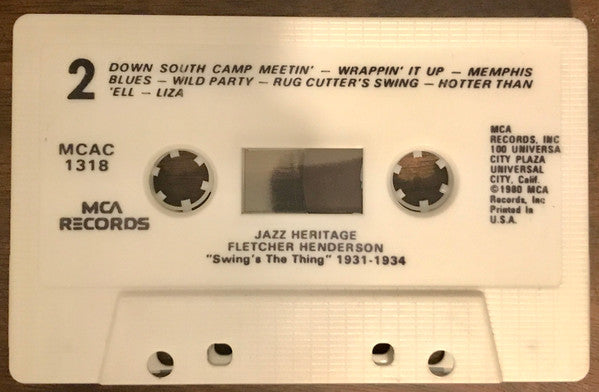 2
DOWN SOUTH CAMP MEETIN' — WRAPPIN' IT UP — MEMPHIS
BLUES — WILD PARTY — RUG CUTTER'S SWING — HOTTER THAN
'ELL — LIZA
MCAC
1318
MCA
RECORDS
MCA
RECORDS, INC
100 UNIVERSA
CITY PLAZA
UNIVERSAL
CITY, Calif.
©1980 MCA
Records, Inc
Printed in
U.S.A.
JAZZ HERITAGE
FLETCHER HENDERSON
"Swing's The Thing" 1931-1934